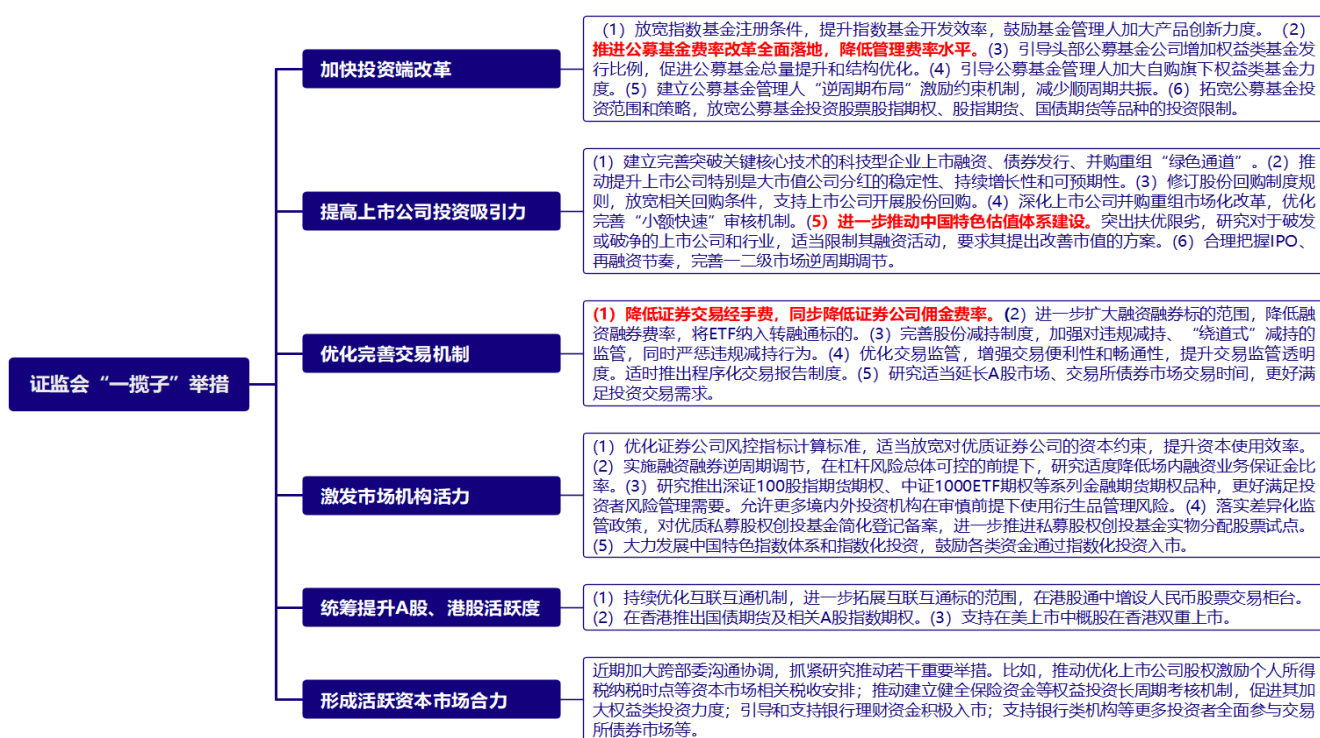 证监会“一揽子”举措
加快投资端改革
（1）放宽指数基金注册条件，提升指数基金开发效率，鼓励基金管理人加大产品创新力度。（2）
推进公募基金费率改革全面落地，降低管理费率水平。(3）引导头部公募基金公司增加权益类基金发
行比例，促进公募基金总量提升和结构优化。(4）引导公募基金管理人加大自购旗下权益类基金力
度。(5）建立公募基金管理人“逆周期布局”激励约束机制，减少顺周期共振。(6）拓宽公募基金投
资范围和策略，放宽公募基金投资股票股指期权、股指期货、国债期货等品种的投资限制。
提高上市公司投资吸引力
(1）建立完善突破关键核心技术的科技型企业上市融资、债券发行、并购重组“绿色通道”。(2）推
动提升上市公司特别是大市值公司分红的稳定性、持续增长性和可预期性。(3）修订股份回购制度规
则，放宽相关回购条件，支持上市公司开展股份回购。(4）深化上市公司并购重组市场化改革，优化
完善“小额快速”审核机制。(5）进一步推动中国特色估值体系建设。突出扶优限劣，研究对于破发
或破净的上市公司和行业，适当限制其融资活动，要求其提出改善市值的方案。(6）合理把握IPO、
再融资节奏，完善一二级市场逆周期调节。
优化完善交易机制
(1）降低证券交易经手费，同步降低证券公司佣金费率。(2）进一步扩大融资融券标的范围，降低融
资融券费率，将ETF纳入转融通标的。(3）完善股份减持制度，加强对违规减持、“绕道式”减持的
监管，同时严惩违规减持行为。(4）优化交易监管，增强交易便利性和畅通性，提升交易监管透明
度。适时推出程序化交易报告制度。(5）研究适当延长A股市场、交易所债券市场交易时间，更好满
足投资交易需求。
激发市场机构活力
(1）优化证券公司风控指标计算标准，适当放宽对优质证券公司的资本约束，提升资本使用效率。
(2）实施融资融券逆周期调节，在杠杆风险总体可控的前提下，研究适度降低场内融资业务保证金比
率。(3）研究推出深证100股指期货期权、中证1000ETF期权等系列金融期货期权品种，更好满足投
资者风险管理需要。允许更多境内外投资机构在审慎前提下使用衍生品管理风险。(4）落实差异化监
管政策，对优质私募股权创投基金简化登记备案，进一步推进私募股权创投基金实物分配股票试点。
(5）大力发展中国特色指数体系和指数化投资，鼓励各类资金通过指数化投资入市。
统筹提升A股、港股活跃度
(1）持续优化互联互通机制，进一步拓展互联互通标的范围，在港股通中增设人民币股票交易柜台。
(2）在香港推出国债期货及相关A股指数期权。(3）支持在美上市中概股在香港双重上市。
形成活跃资本市场合力
近期加大跨部委沟通协调，抓紧研究推动若干重要举措。比如，推动优化上市公司股权激励个人所得
税纳税时点等资本市场相关税收安排；推动建立健全保险资金等权益投资长周期考核机制，促进其加
大权益类投资力度；引导和支持银行理财资金积极入市；支持银行类机构等更多投资者全面参与交易
所债券市场等。